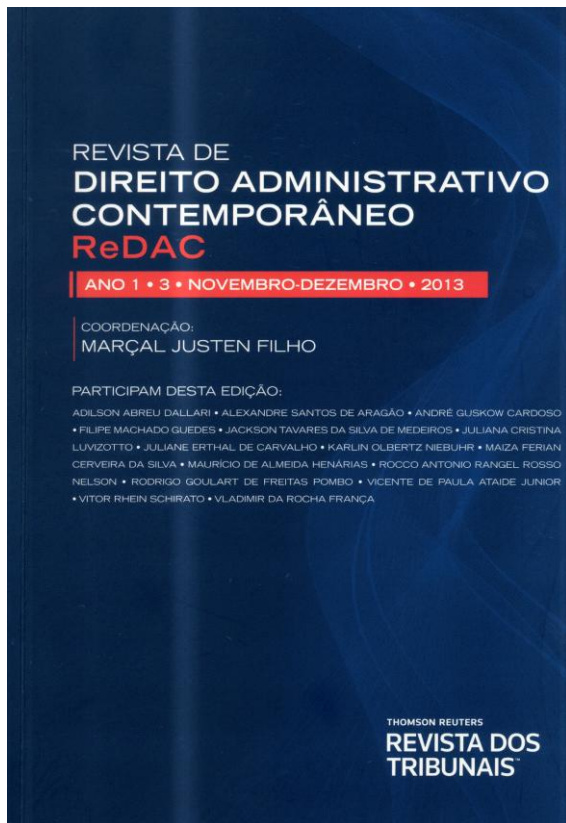 REVISTA DE
DIREITO ADMINISTRATIVO
CONTEMPORÂNEO
ReDAC
ANO 1 • 3 • NOVEMBRO-DEZEMBRO • 2013
COORDENAÇÃO:
MARÇAL JUSTEN FILHO
PARTICIPAM DESTA EDIÇÃO:
ADILSON ABREU DALLARI • ALEXANDRE SANTOS DE ARAGÃO • ANDRÉ GUSKOW CARDOSO
• FILIPE MACHADO GUEDES • JACKSON TAVARES DA SILVA DE MEDEIROS • JULIANA CRISTINA
LUVIZOTTO • JULIANE ERTHAL DE CARVALHO • KARLIN OLBERTZ NIEBUHR • MAIZA FERIAN
CERVEIRA DA SILVA • MAURÍCIO DE ALMEIDA HENÁRIAS • ROCCO ANTONIO RANGEL ROSSO
NELSON • RODRIGO GOULART DE FREITAS POMBO • VICENTE DE PAULA ATAIDE JUNIOR
• VITOR RHEIN SCHIRATO • VLADIMIR DA ROCHA FRANÇA
THOMSON REUTERS
REVISTA DOS
TRIBUNAIS™